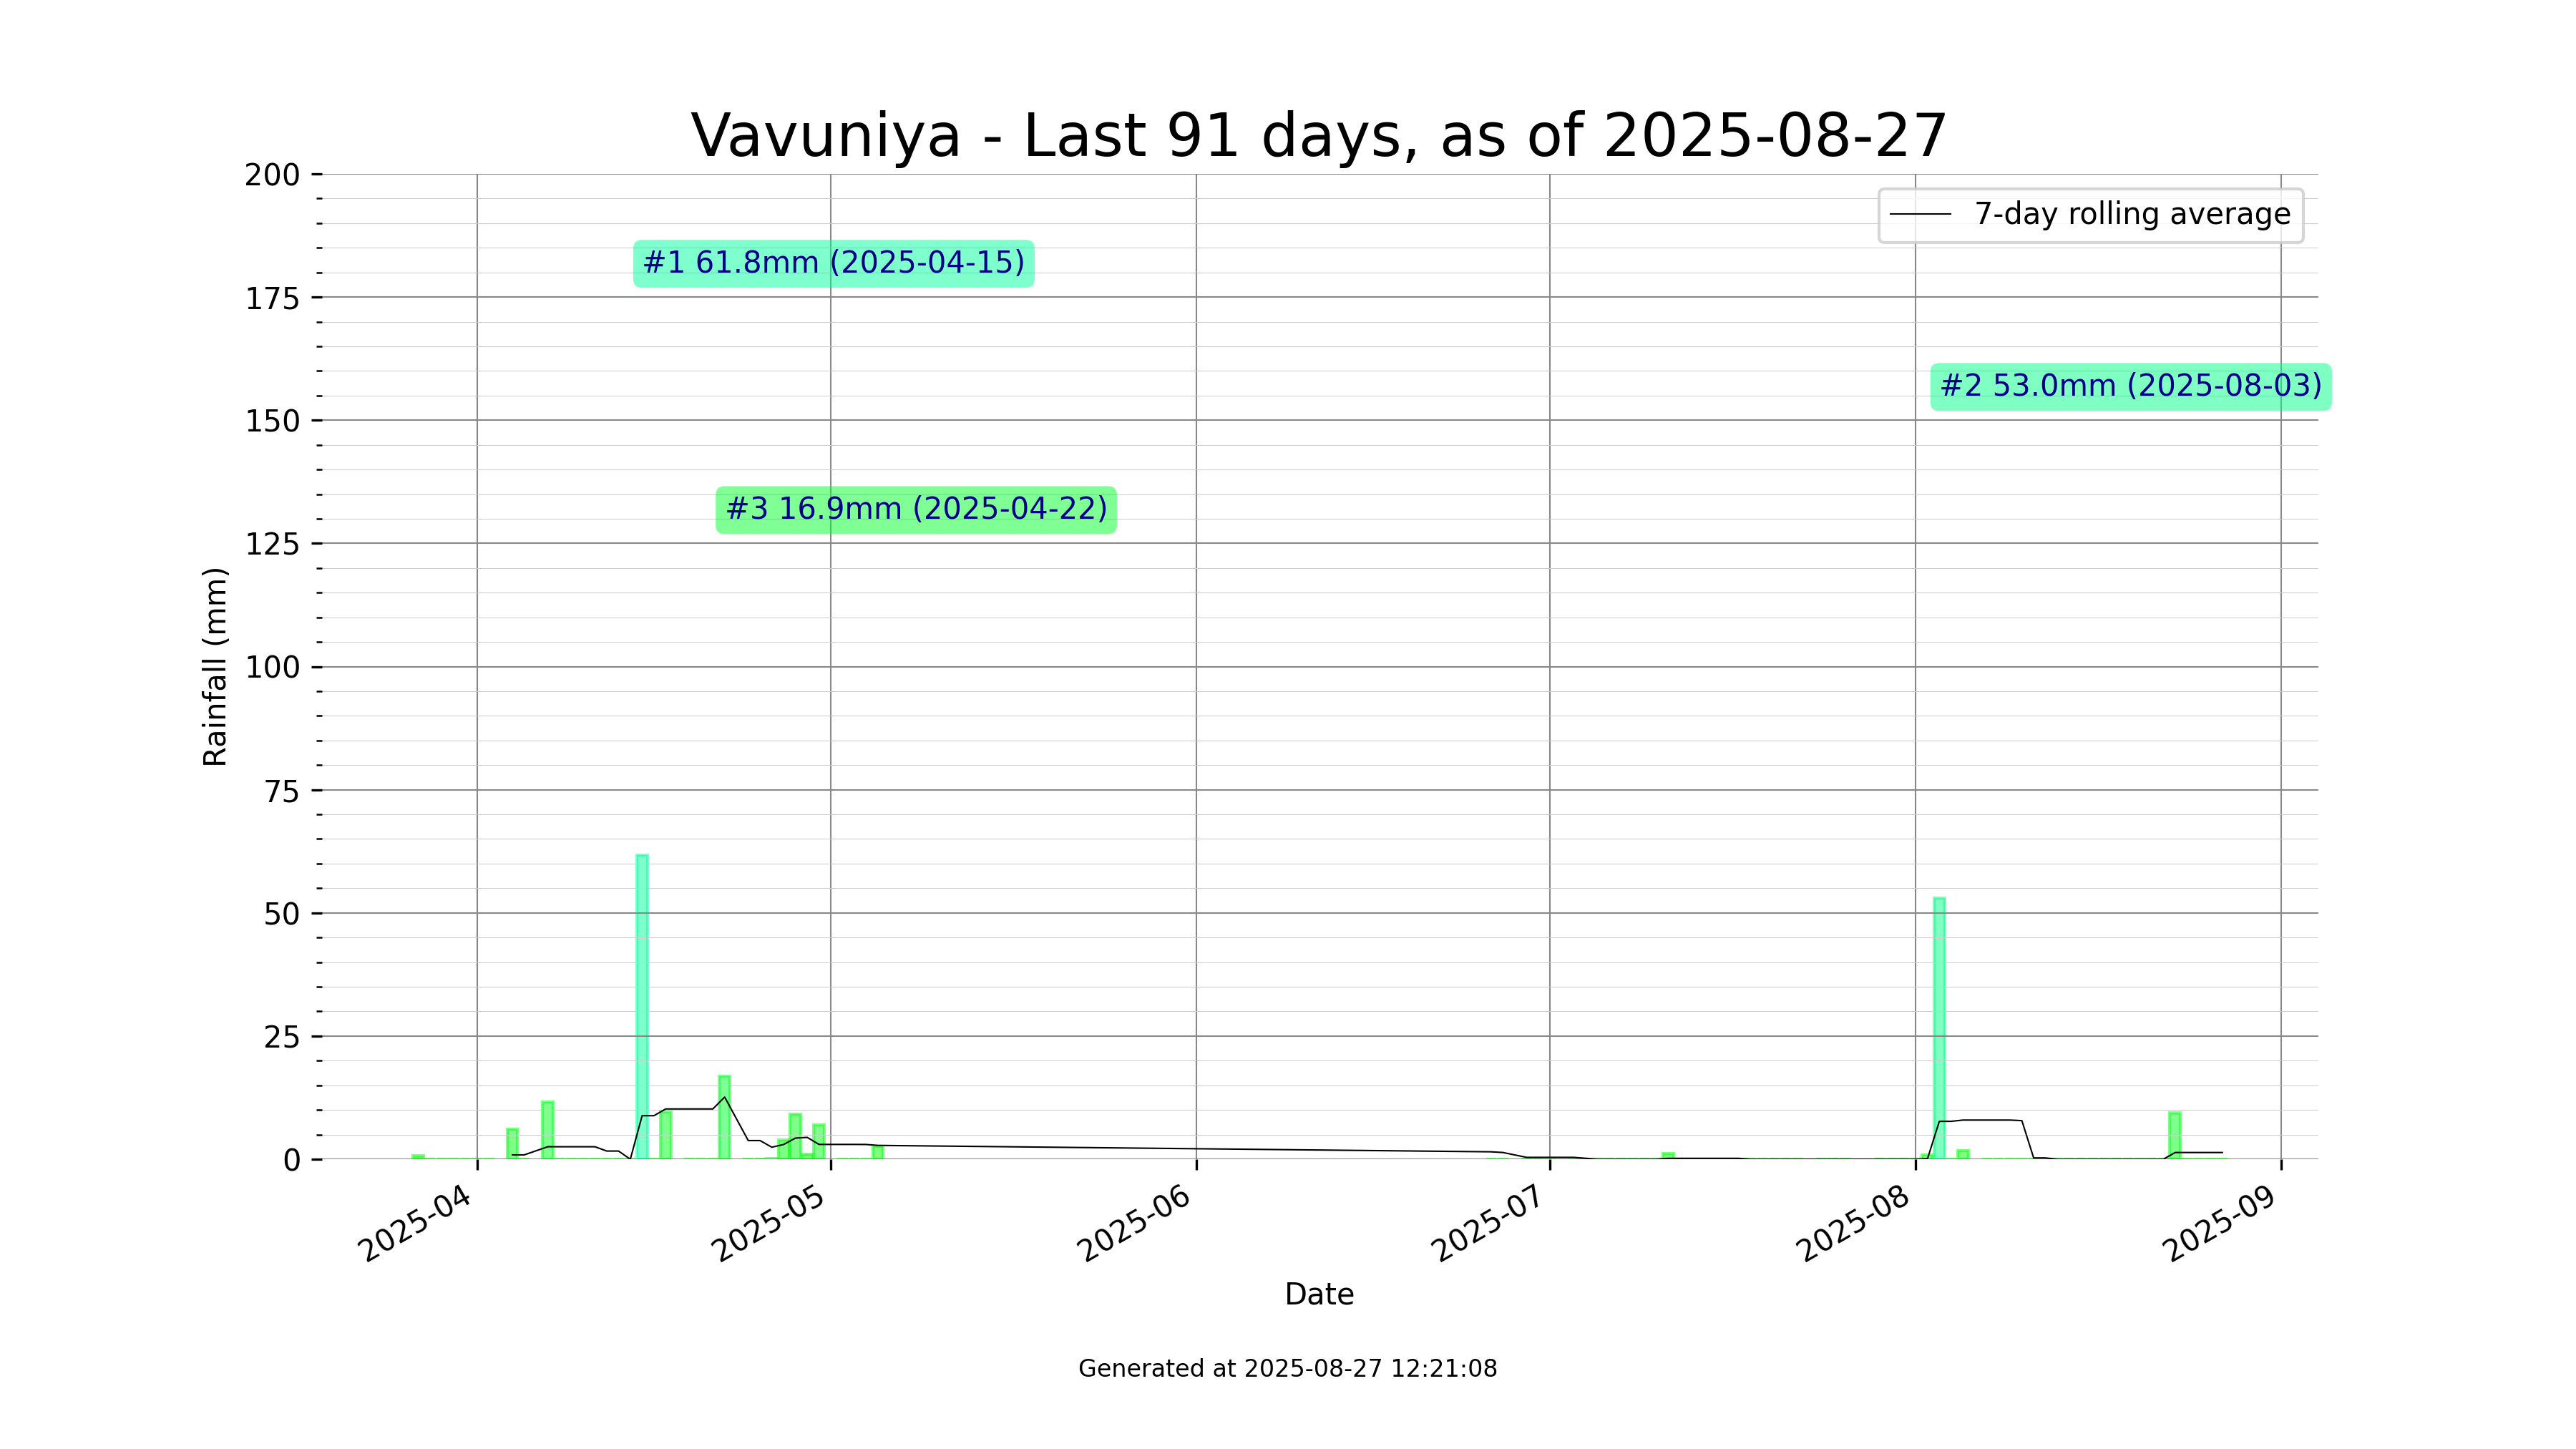 Vavuniya - Last 91 days, as of 2025-08-27
200
175
150
125
100
75
50
25
0
Rainfall (mm)
7-day rolling average
#1 61.8mm (2025-04-15)
#2 53.0mm (2025-08-03)
#3 16.9mm (2025-04-22)
2025-04
2025-05
2025-06
2025-07
2025-08
2025-09
Date
Generated at 2025-08-27 12:21:08